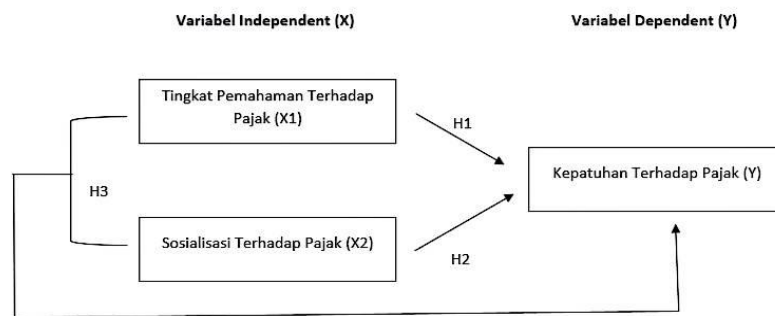 Variabel Independent (X)
Variabel Dependent (Y)
Tingkat Pemahaman Terhadap
Pajak (X1)
H1
Kepatuhan Terhadap Pajak (Y)
H3
Sosialisasi Terhadap Pajak (X2)
H2